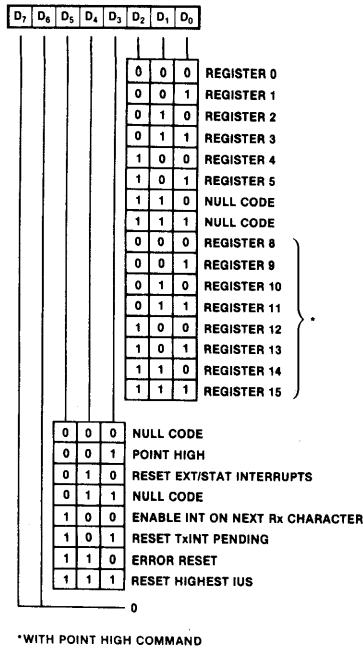 D7 D6 D5 D4 D3 D2 D1 D0
0 0 0 REGISTER 0
0 0 1 REGISTER 1
0 1 0 REGISTER 2
0 1 1 REGISTER 3
1 0 0 REGISTER 4
1 0 1 REGISTER 5
1 1 0 NULL CODE
1 1 1 NULL CODE
0 0 0 REGISTER 8
0 0 1 REGISTER 9
0 1 0 REGISTER 10
0 1 1 REGISTER 11
*
1 0 0 REGISTER 12
1 0 1 REGISTER 13
1 1 0 REGISTER 14
1 1 1 REGISTER 15
0 0 0 NULL CODE
0 0 1 POINT HIGH
0 1 0 RESET EXT/STAT INTERRUPTS
0 1 1 NULL CODE
1 0 0 ENABLE INT ON NEXT Rx CHARACTER
1 0 1 RESET TxINT PENDING
1 1 0 ERROR RESET
1 1 1 RESET HIGHEST IUS
0
*WITH POINT HIGH COMMAND